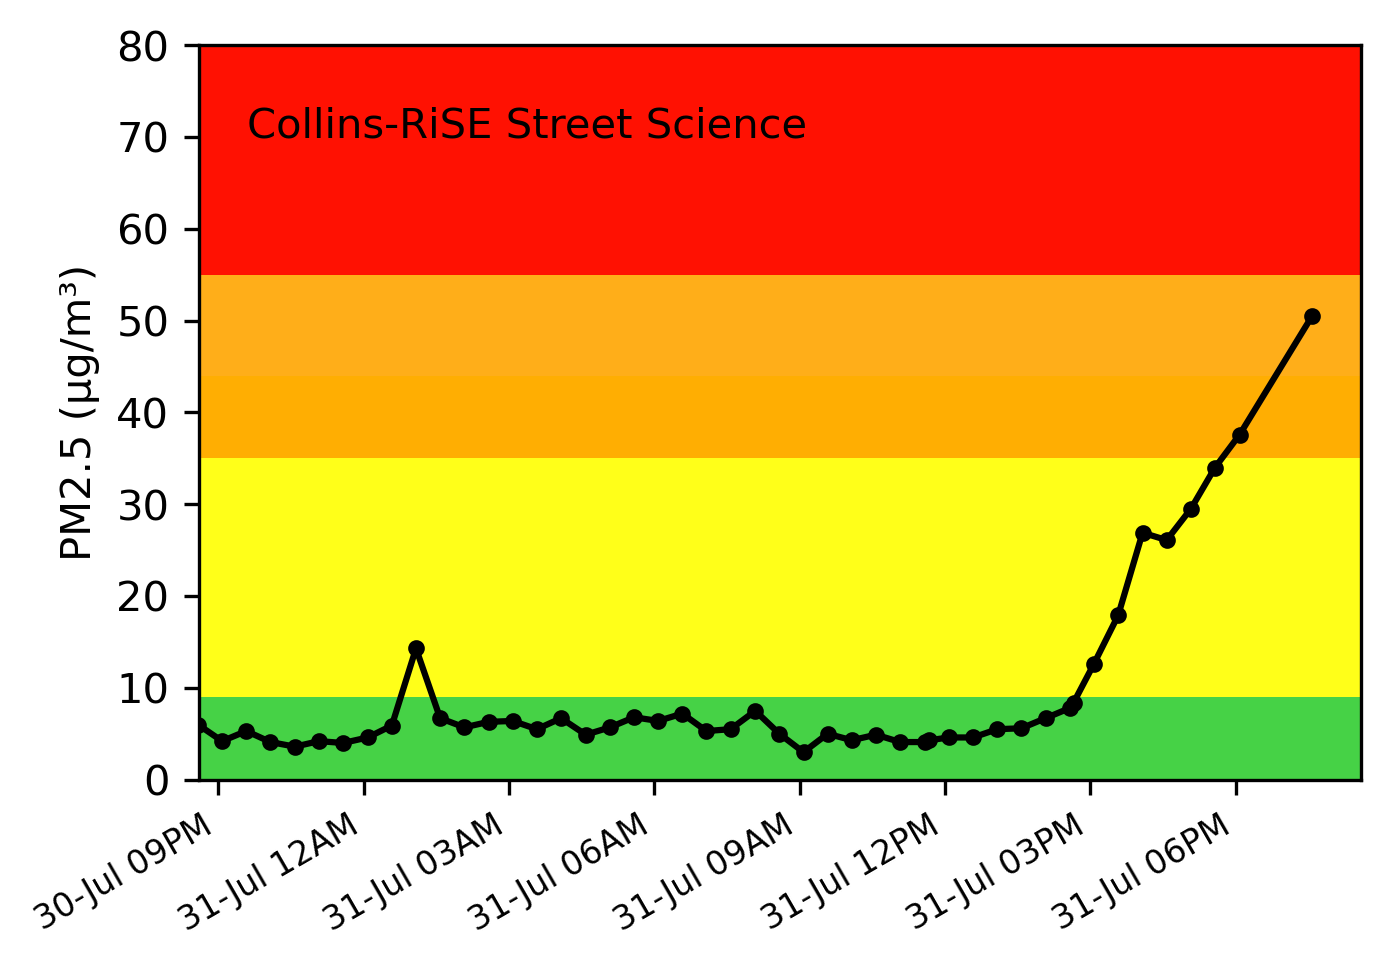 80
Collins-RiSE Street Science
70
60
50
40
30
20
10
0
PM2.5 (µg/m³)
30-Jul 09PM
31-Jul 12AM
31-Jul 03AM
31-Jul 06AM
31-Jul 09AM
31-Jul 12PM
31-Jul 03PM
31-Jul 06PM